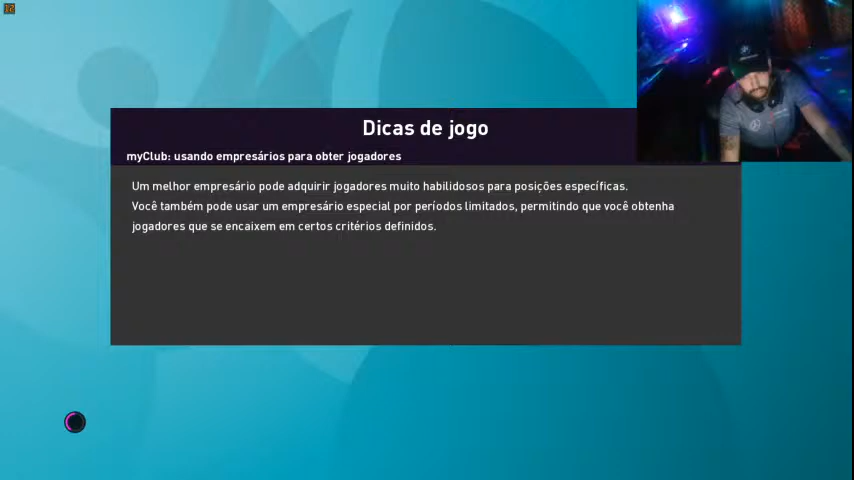 Dicas de jogo
myClub: usando empresários para obter jogadores
Um melhor empresário pode adquirir jogadores muito habilidosos para posições específicas.
Você também pode usar um empresário especial por períodos limitados, permitindo que você obtenha
jogadores que se encaixem em certos critérios definidos.